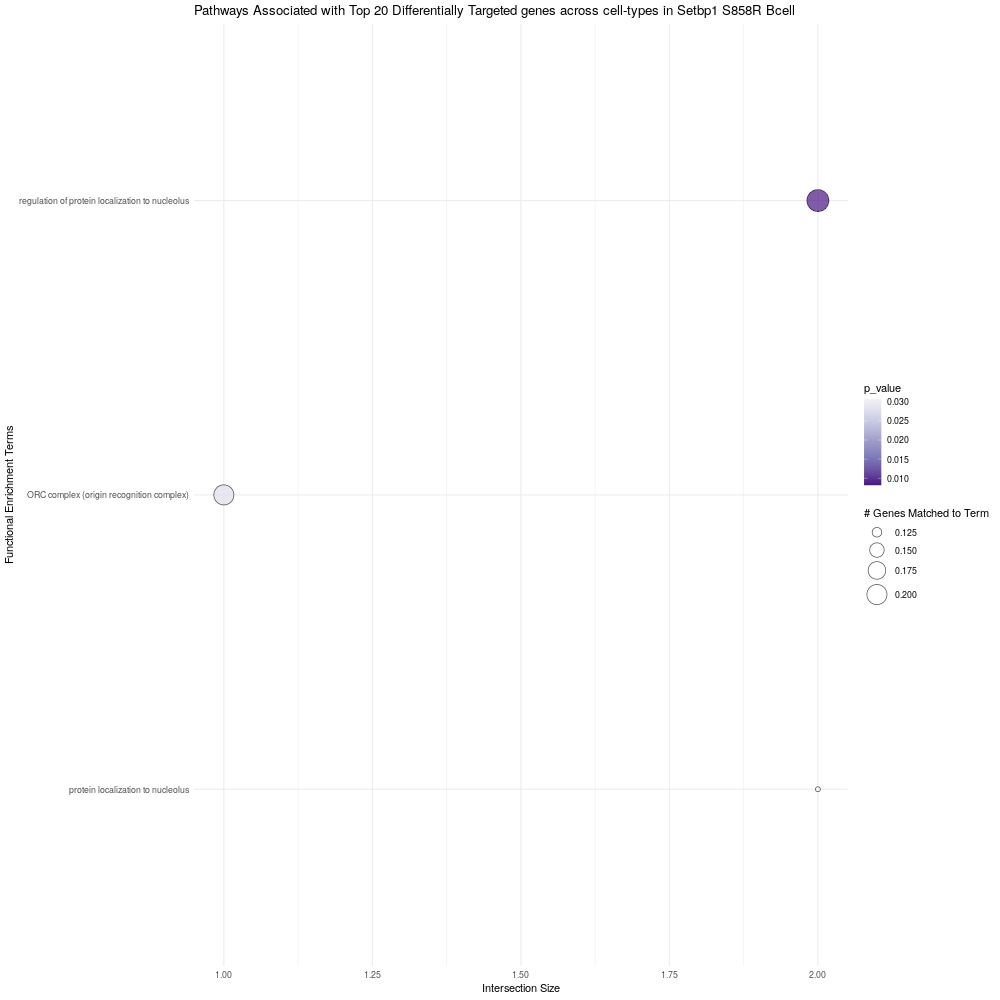 Pathways Associated with Top 20 Differentially Targeted genes across cell-types in Setbp1 S858R Bcell
Functional Enrichment Terms
regulation of protein localization to nucleolus
ORC complex (origin recognition complex)
protein localization to nucleolus
1.00
1.25
1.50
1.75
2.00
Intersection Size
p_value
0.030
0.025
0.020
0.015
0.010
# Genes Matched to Term
0.125
0.150
0.175
0.200